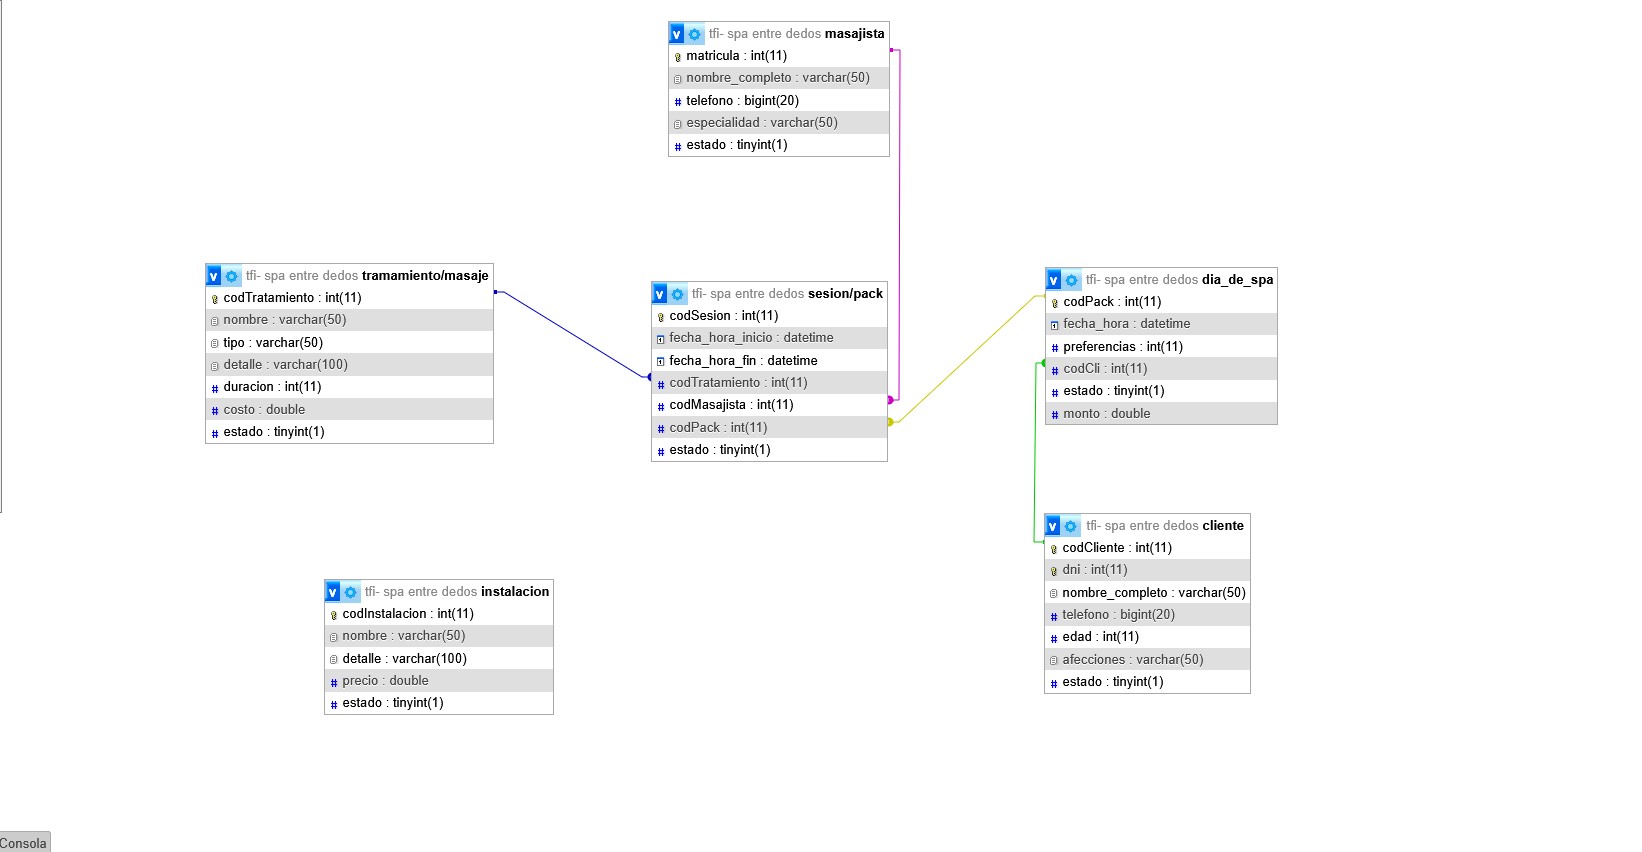 tfi- spa entre dedos masajista
matricula : int(11)
nombre_completo : varchar(50)
telefono : bigint(20)
especialidad : varchar(50)
estado : tinyint(1)
tfi- spa entre dedos tramamiento/masaje
codTratamiento : int(11)
nombre : varchar(50)
tipo : varchar(50)
detalle : varchar(100)
duracion : int(11)
costo : double
estado : tinyint(1)
tfi- spa entre dedos sesion/pack
codSesion : int(11)
fecha_hora_inicio : datetime
fecha_hora_fin : datetime
codTratamiento : int(11)
codMasajista : int(11)
codPack : int(11)
estado : tinyint(1)
tfi- spa entre dedos dia_de_spa
codPack : int(11)
fecha_hora : datetime
preferencias : int(11)
codCli : int(11)
estado : tinyint(1)
monto : double
tfi- spa entre dedos cliente
codCliente : int(11)
dni : int(11)
nombre_completo : varchar(50)
telefono : bigint(20)
edad : int(11)
afecciones : varchar(50)
estado : tinyint(1)
tfi- spa entre dedos instalacion
codInstalacion : int(11)
nombre : varchar(50)
detalle : varchar(100)
precio : double
estado : tinyint(1)
Consola